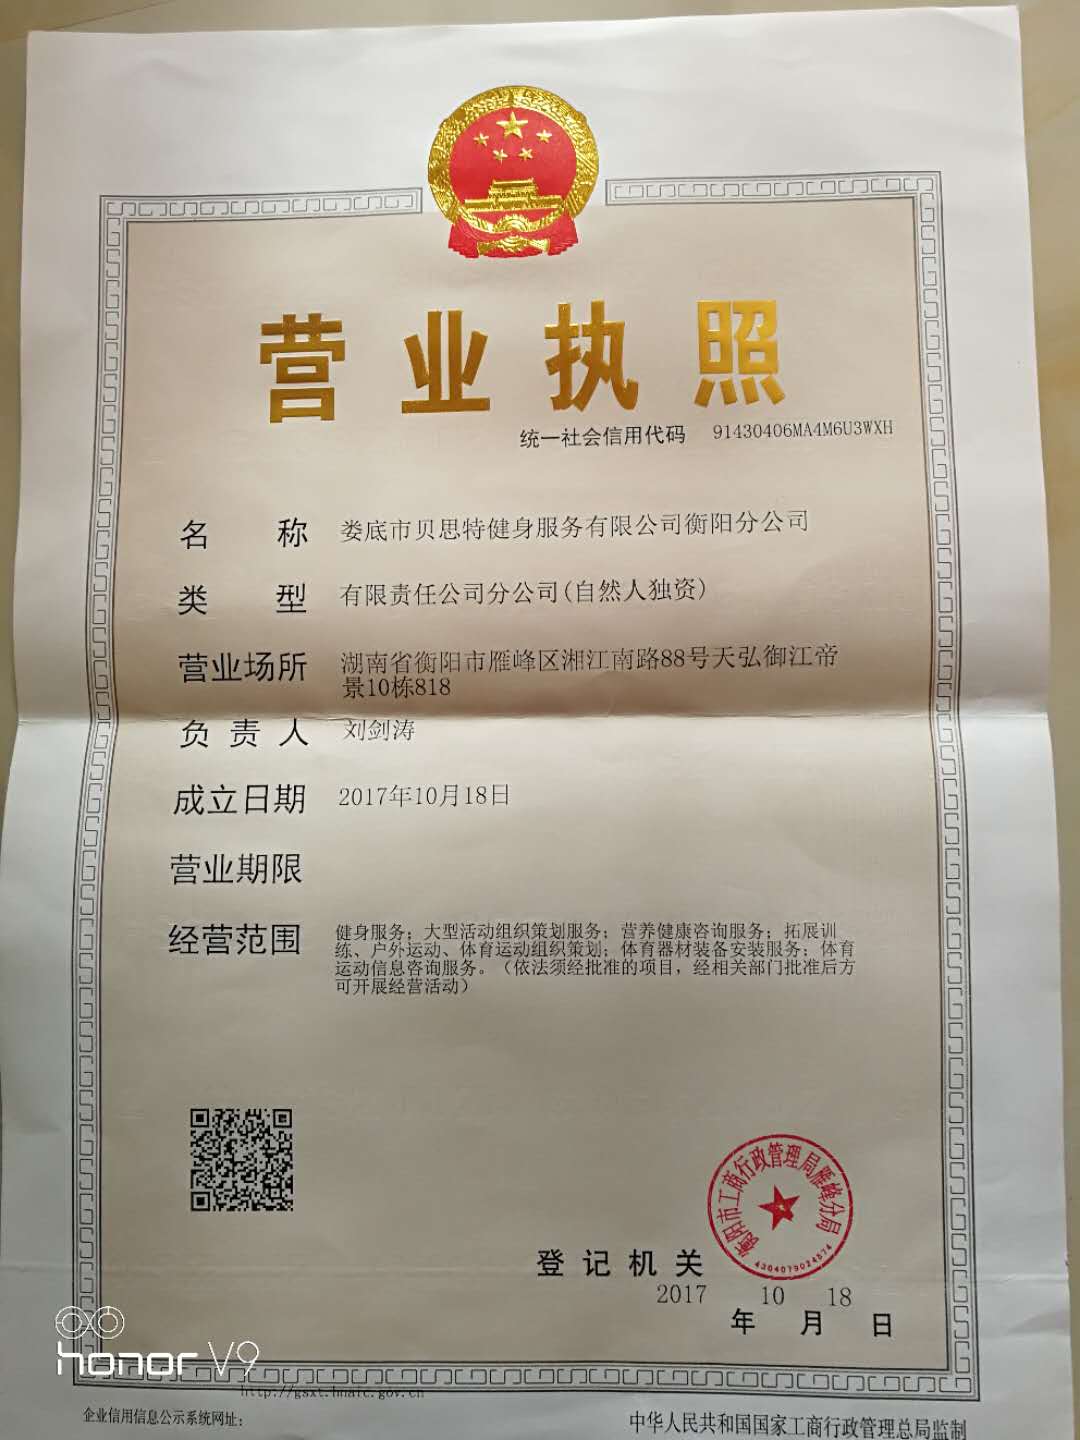 营业执照
统一社会信用代码 91430406MA4M6U3WXH
名称 娄底市贝思特健身服务有限公司衡阳分公司
类型 有限责任公司分公司(自然人独资)
营业场所 湖南省衡阳市雁峰区湘江南路88号天弘御江帝
景10栋818
负责人 刘剑涛
成立日期 2017年10月18日
营业期限
经营范围 健身服务；大型活动组织策划服务；营养健康咨询服务；拓展训
练、户外运动、体育运动组织策划；体育器材装备安装服务；体育
运动信息咨询服务。（依法须经批准的项目，经相关部门批准后方
可开展经营活动）
衡阳市工商行政管理局雁峰分局
4304079024574
登记机关
2017 10 18
年 月 日
honor V9
http://gsxt.hnaic.gov.cn
企业信用信息公示系统网址：
中华人民共和国国家工商行政管理总局监制